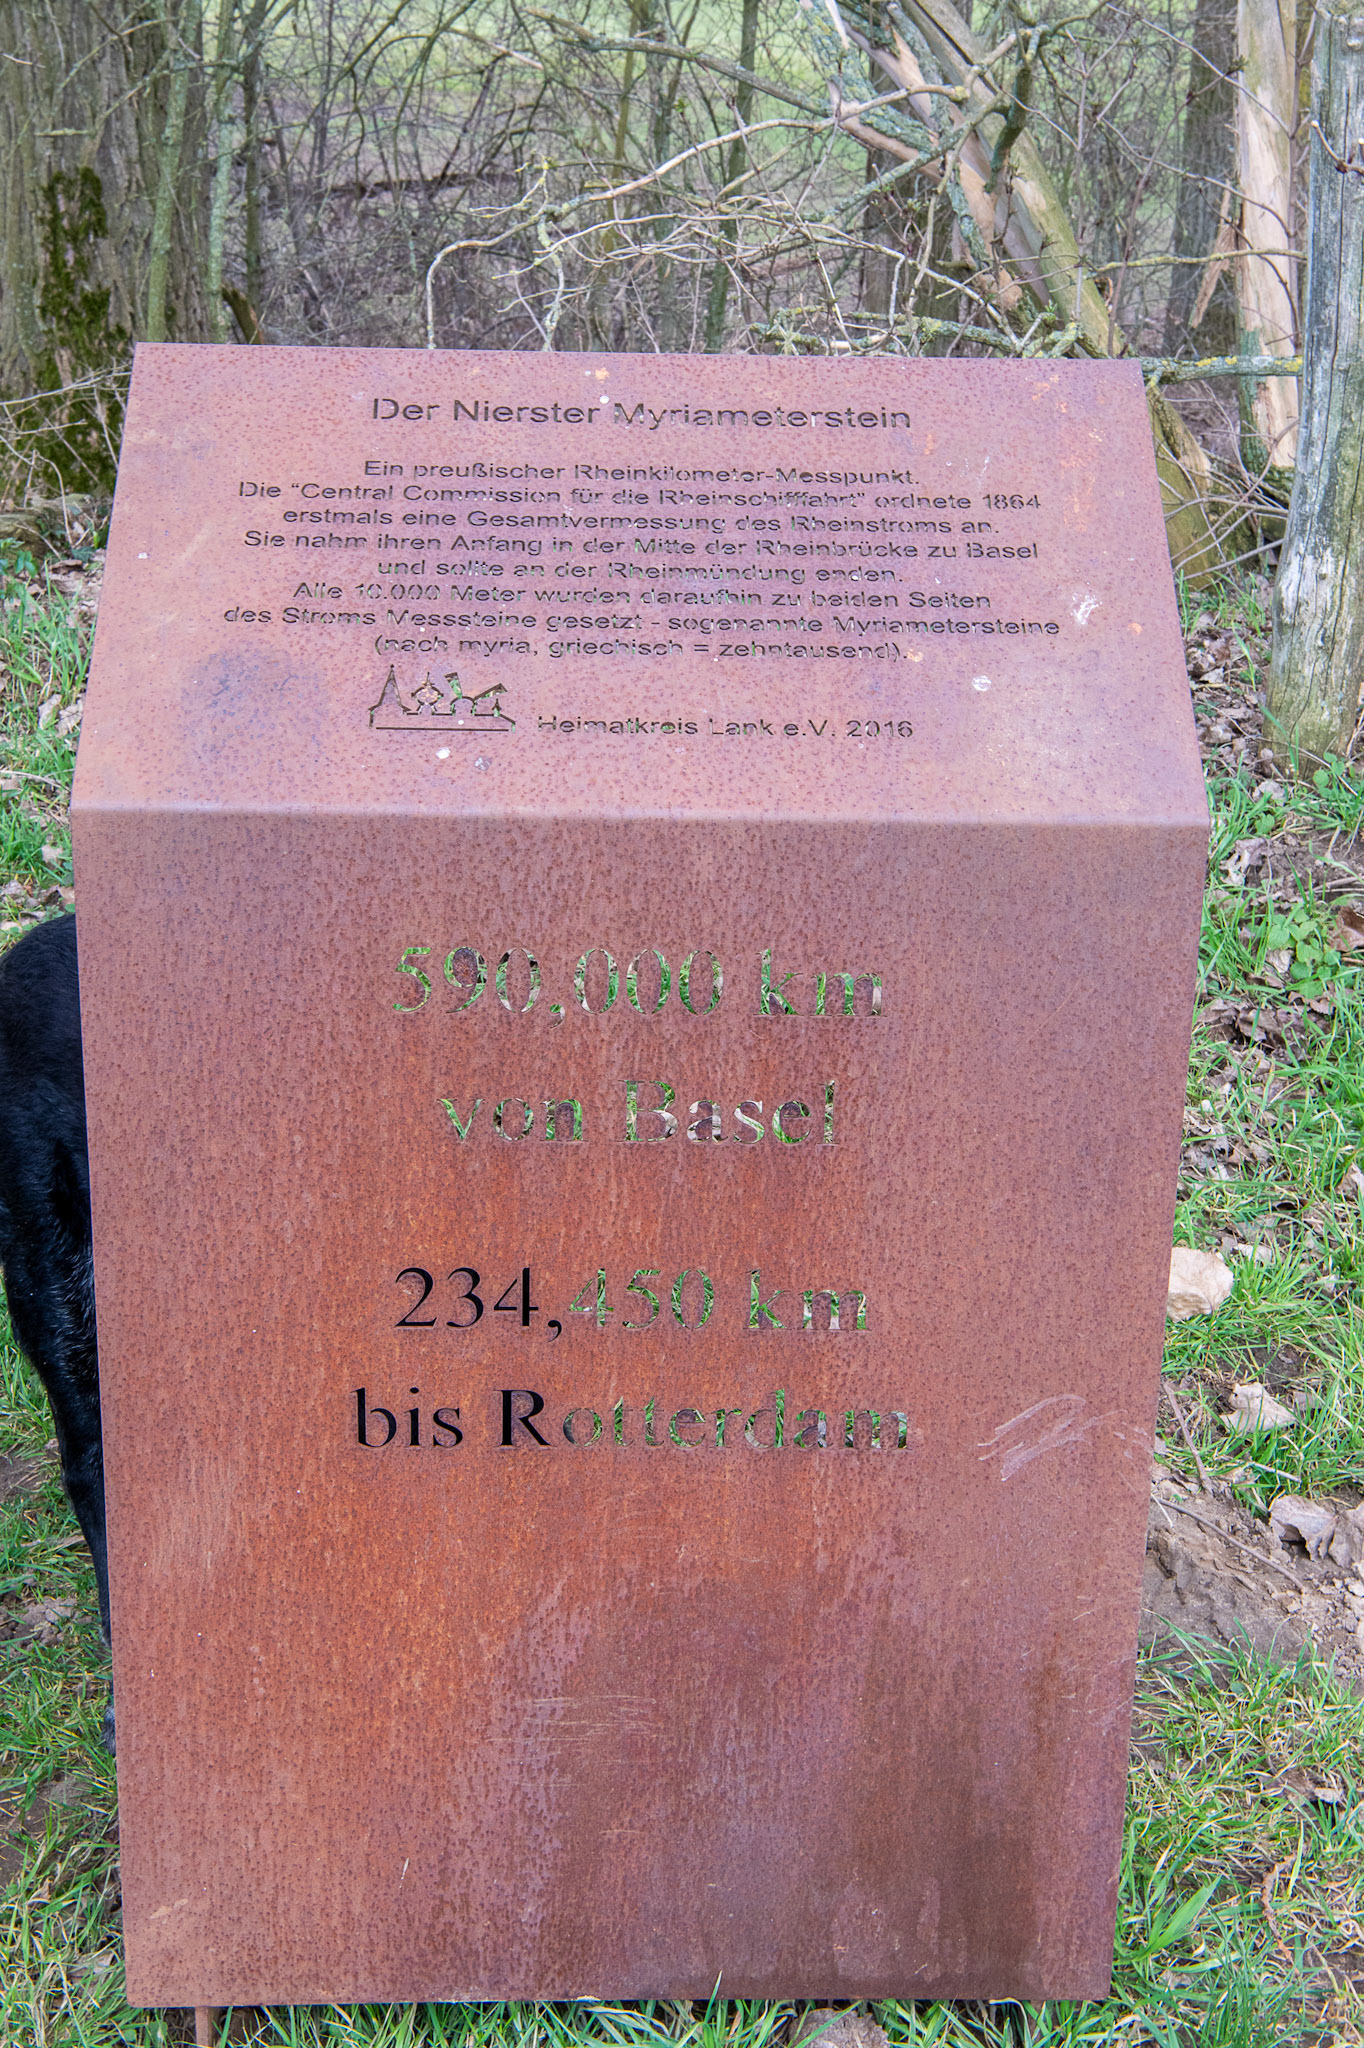 Der Nierster Myriameterstein
Ein preußischer Rheinkilometer-Messpunkt.
Die “Central Commission für die Rheinschifffahrt” ordnete 1864
erstmals eine Gesamtvermessung des Rheinstroms an.
Sie nahm ihren Anfang in der Mitte der Rheinbrücke zu Basel
und sollte an der Rheinmündung enden.
Alle 10.000 Meter wurden daraufhin zu beiden Seiten
des Stroms Messsteine gesetzt - sogenannte Myriametersteine
(nach myria, griechisch = zehntausend).
Heimatkreis Lank e.V. 2016
590,000 km
von Basel
234,450 km
bis Rotterdam